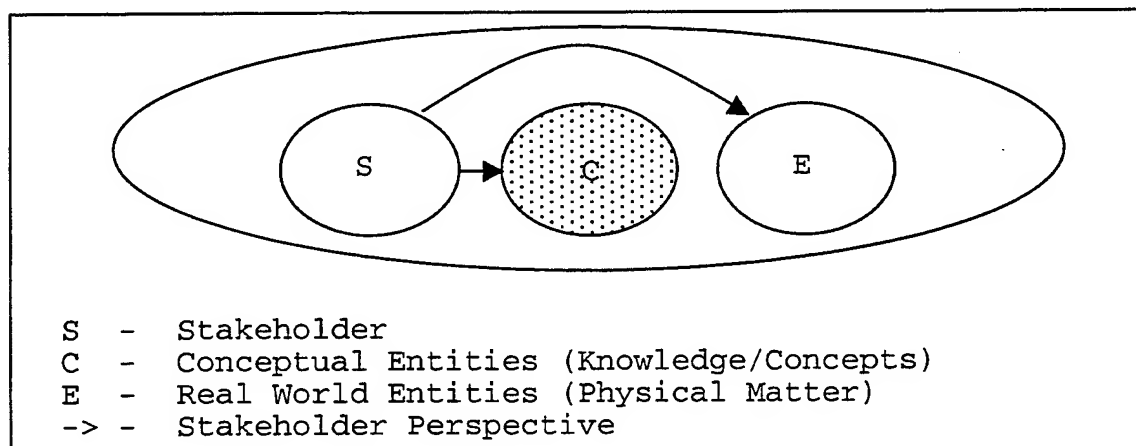 S C E
S - Stakeholder
C - Conceptual Entities (Knowledge/Concepts)
E - Real World Entities (Physical Matter)
-> - Stakeholder Perspective